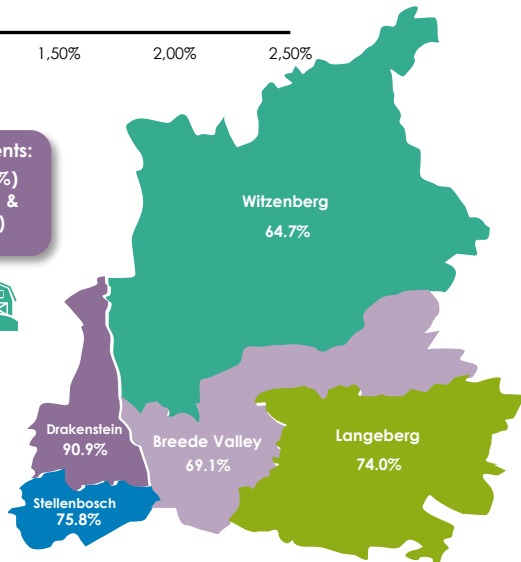 1,50% 2,00% 2,50%
%)
&
)
Witzenberg
64.7%
Drakenstein
90.9%
Breede Valley
69.1%
Langeberg
74.0%
Stellenbosch
75.8%